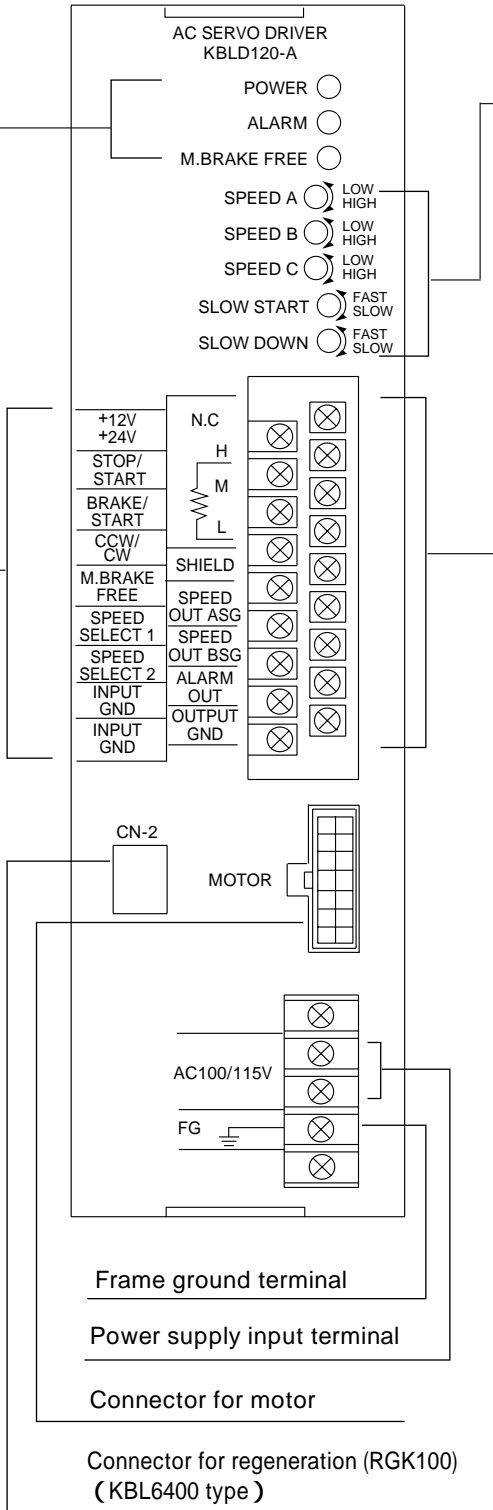 AC SERVO DRIVER
KBLD120-A
POWER
ALARM
M.BRAKE FREE
SPEED A LOW
HIGH
SPEED B LOW
HIGH
SPEED C LOW
HIGH
SLOW START FAST
SLOW
SLOW DOWN FAST
SLOW
+12V
+24V
STOP/
START
BRAKE/
START
CCW/
CW
M.BRAKE
FREE
SPEED
SELECT 1
SPEED
SELECT 2
INPUT
GND
INPUT
GND
N.C
H
M
L
SHIELD
SPEED
OUT ASG
SPEED
OUT BSG
ALARM
OUT
OUTPUT
GND
CN-2
MOTOR
AC100/115V
FG
Frame ground terminal
Power supply input terminal
Connector for motor
Connector for regeneration (RGK100)
(KBL6400 type)